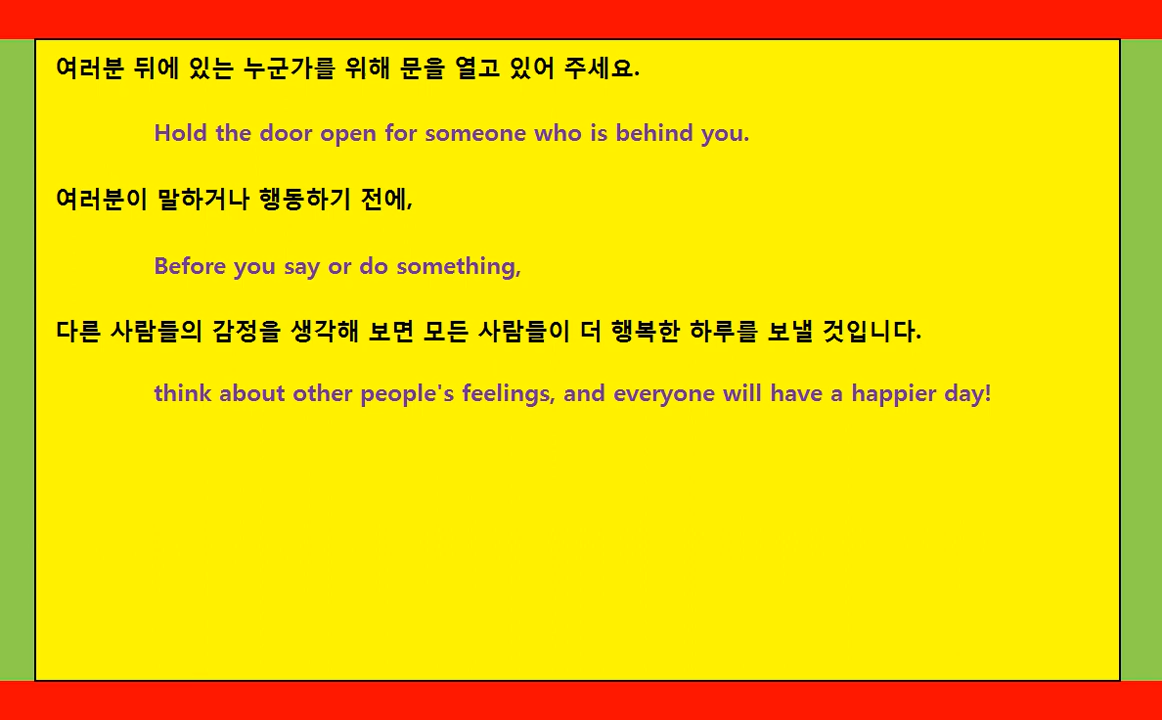 여러분 뒤에 있는 누군가를 위해 문을 열고 있어 주세요.
Hold the door open for someone who is behind you.
여러분이 말하거나 행동하기 전에,
Before you say or do something,
다른 사람들의 감정을 생각해 보면 모든 사람들이 더 행복한 하루를 보낼 것입니다.
think about other people's feelings, and everyone will have a happier day!